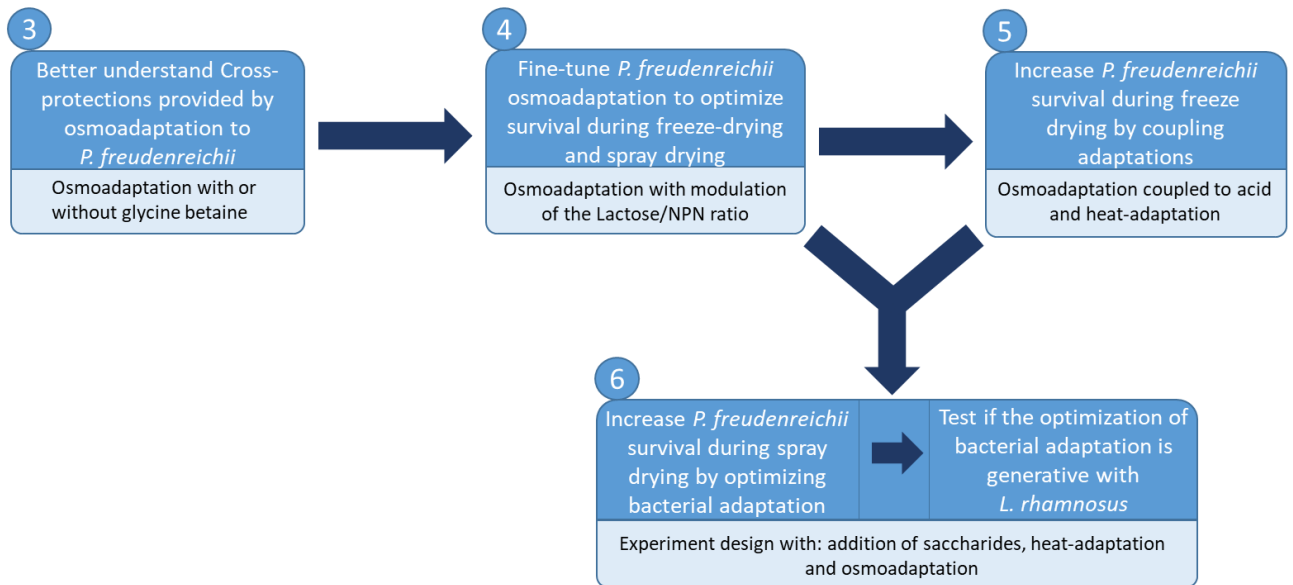 3
Better understand Cross-
protections provided by
osmoadaptation to
P. freudenreichii
Osmoadaptation with or
without glycine betaine
4
Fine-tune P. freudenreichii
osmoadaptation to optimize
survival during freeze-drying
and spray drying
Osmoadaptation with modulation
of the Lactose/NPN ratio
5
Increase P. freudenreichii
survival during freeze
drying by coupling
adaptations
Osmoadaptation coupled to acid
and heat-adaptation
6
Increase P. freudenreichii
survival during spray
drying by optimizing
bacterial adaptation
Test if the optimization of
bacterial adaptation is
generative with
L. rhamnosus
Experiment design with: addition of saccharides, heat-adaptation
and osmoadaptation